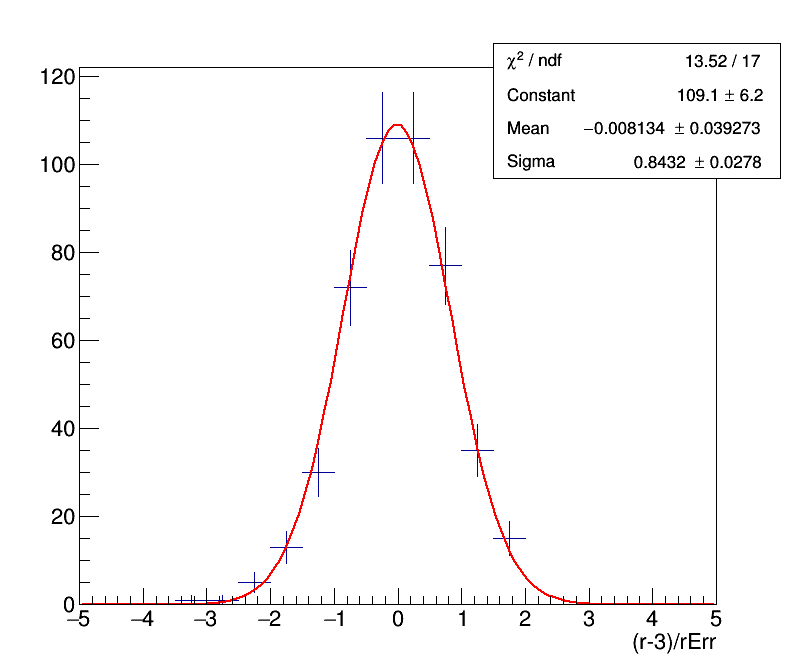 χ² / ndf 13.52 / 17
Constant 109.1 ± 6.2
Mean −0.008134 ± 0.039273
Sigma 0.8432 ± 0.0278
120
100
80
60
40
20
0
−5 −4 −3 −2 −1 0 1 2 3 4 5
(r-3)/rErr